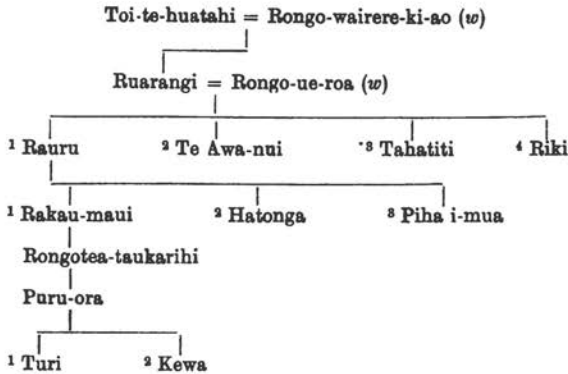 Toi-te-huatahi = Rongo-wairere-ki-ao (w)
Ruarangi = Rongo-ue-roa (w)
1 Rauru 2 Te Awa-nui 3 Tahatiti 4 Riki
1 Rakau-maui 2 Hatonga 3 Piha i-mua
Rongotea-taukarihi
Puru-ora
1 Turi 2 Kewa